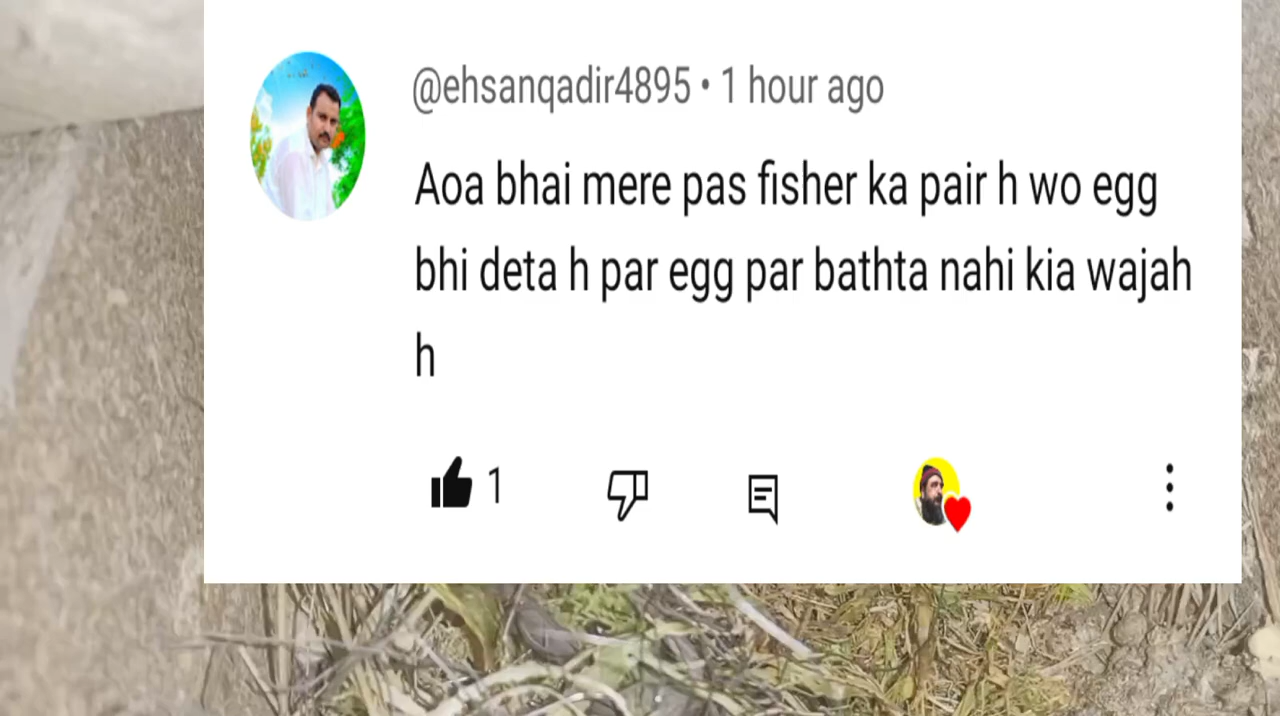 @ehsanqadir4895 • 1 hour ago
Aoa bhai mere pas fisher ka pair h wo egg
bhi deta h par egg par bathta nahi kia wajah
h
1